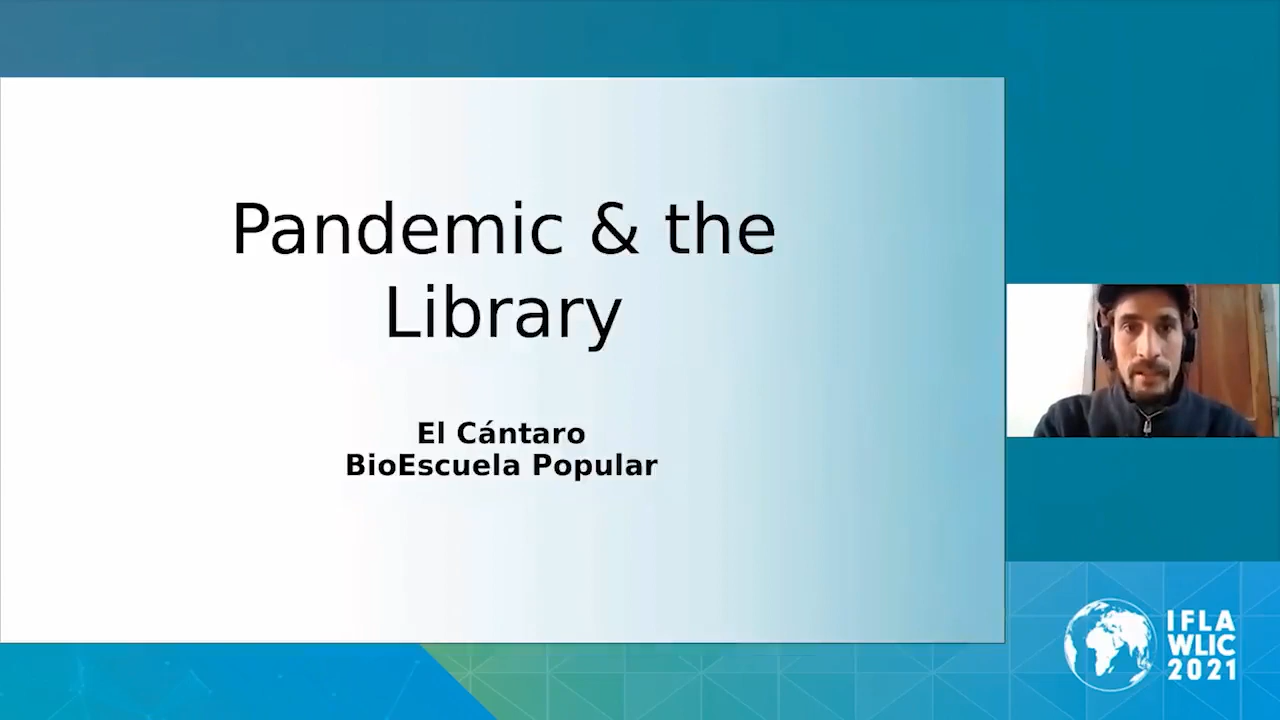 Pandemic & the
Library
El Cántaro
BioEscuela Popular
IFLA
WLIC
2021